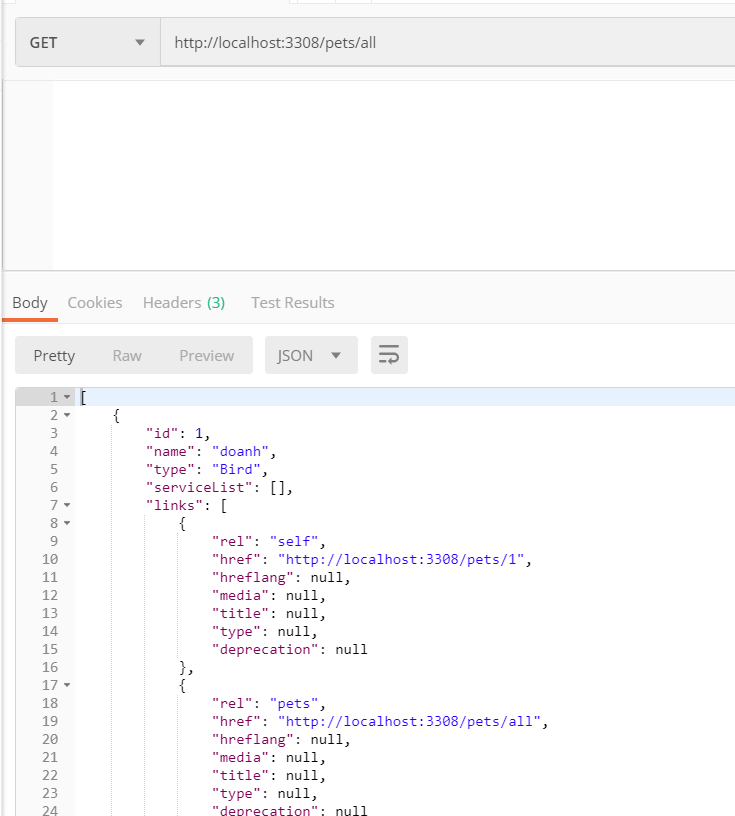 GET http://localhost:3308/pets/all
Body Cookies Headers (3) Test Results
Pretty Raw Preview JSON
1 [
2 {
3 "id": 1,
4 "name": "doanh",
5 "type": "Bird",
6 "serviceList": [],
7 "links": [
8 {
9 "rel": "self",
10 "href": "http://localhost:3308/pets/1",
11 "hreflang": null,
12 "media": null,
13 "title": null,
14 "type": null,
15 "deprecation": null
16 },
17 {
18 "rel": "pets",
19 "href": "http://localhost:3308/pets/all",
20 "hreflang": null,
21 "media": null,
22 "title": null,
23 "type": null,
24 "deprecation": null